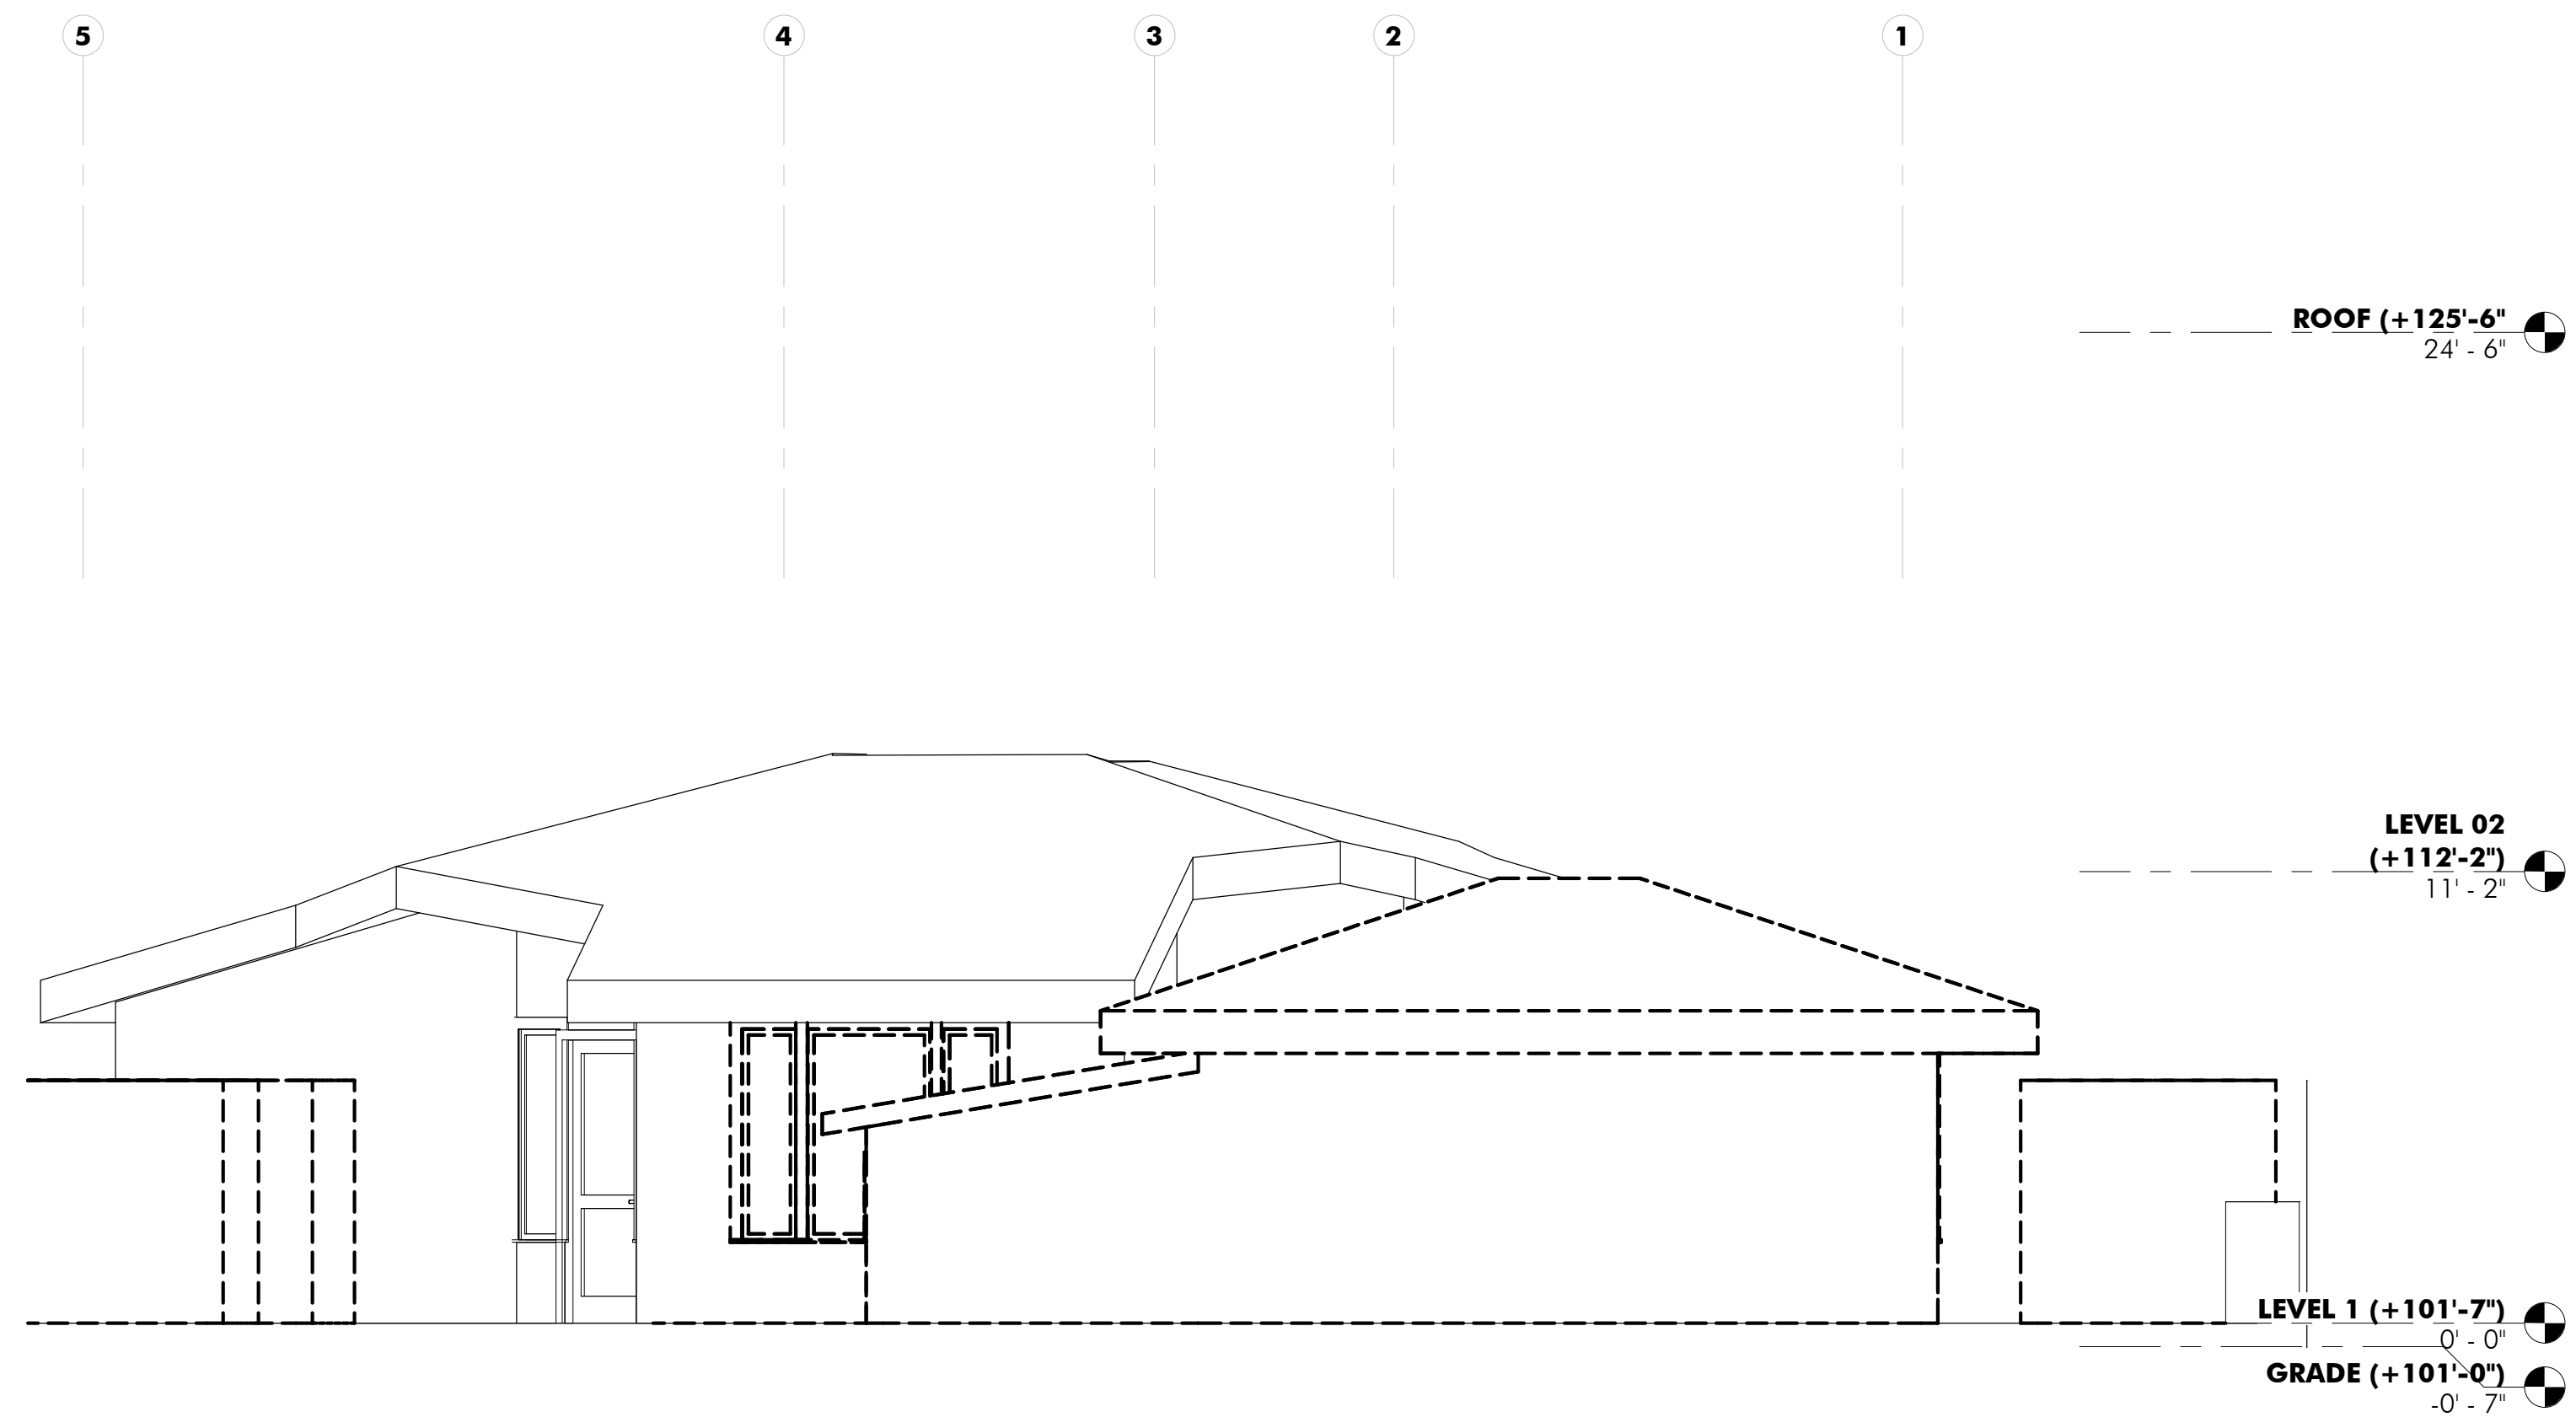 5 4 3 2 1
ROOF (+125'-6"
24' - 6"
LEVEL 02
(+112'-2")
11' - 2"
LEVEL 1 (+101'-7")
0' - 0"
GRADE (+101'-0")
-0' - 7"